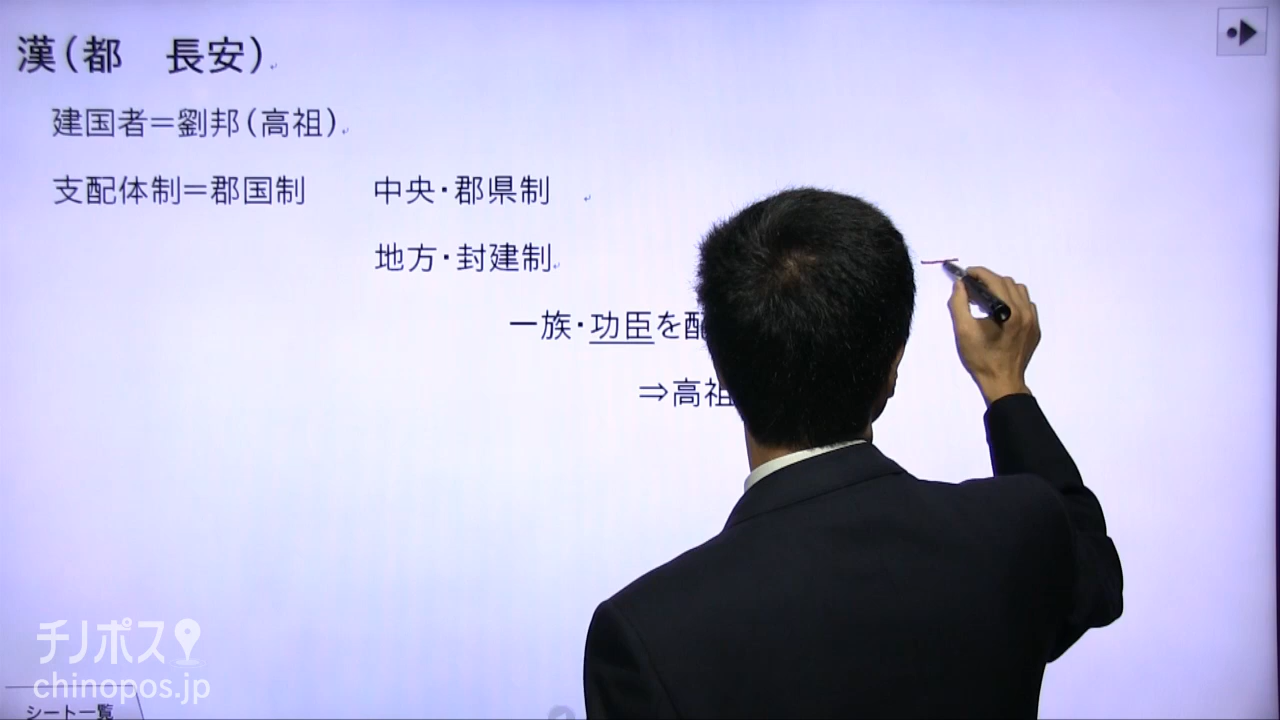 漢(都　長安)
建国者＝劉邦(高祖)
支配体制＝郡国制　　中央・郡県制
地方・封建制
一族・功臣を配
⇒高祖
チノポス
chinopos.jp
シート一覧